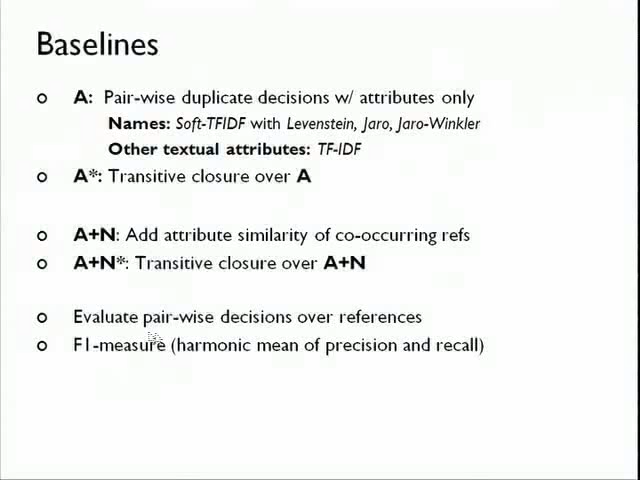 Baselines
A: Pair-wise duplicate decisions w/ attributes only
Names: Soft-TFIDF with Levenstein, Jaro, Jaro-Winkler
Other textual attributes: TF-IDF
A*: Transitive closure over A
A+N: Add attribute similarity of co-occurring refs
A+N*: Transitive closure over A+N
Evaluate pair-wise decisions over references
F1-measure (harmonic mean of precision and recall)